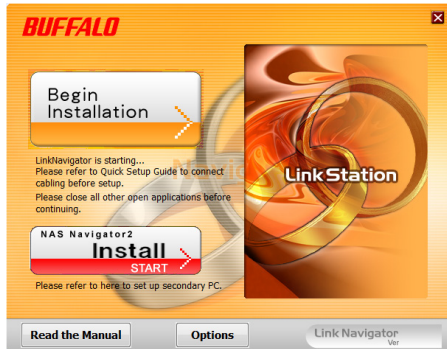 BUFFALO
Begin
Installation
LinkNavigator is starting...
Please refer to Quick Setup Guide to connect
cabling before setup.
Please close all other open applications before
continuing.
LinkStation
NAS Navigator2
Install
START
Please refer to here to set up secondary PC.
Read the Manual
Options
Link Navigator
Ver